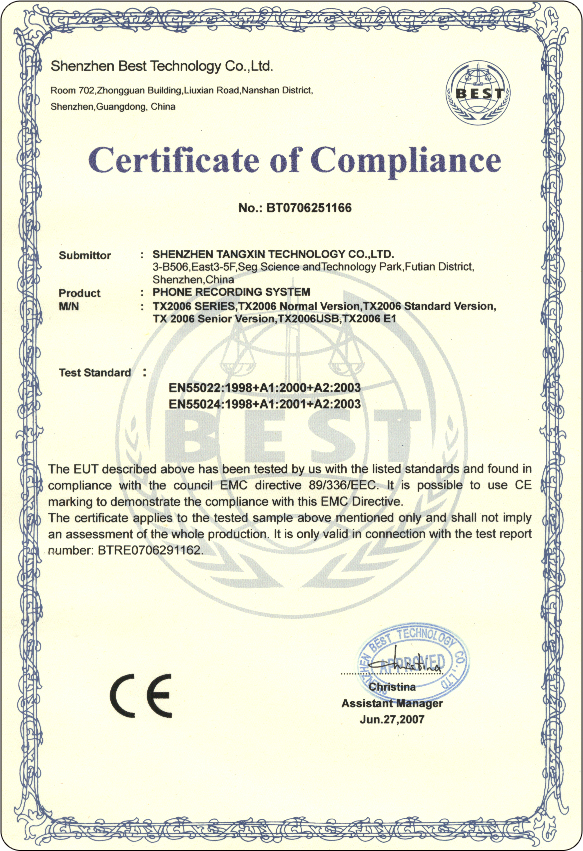 Shenzhen Best Technology Co.,Ltd.
Room 702,Zhongguan Building,Liuxian Road,Nanshan District,
Shenzhen,Guangdong, China
BEST
Certificate of Compliance
No.: BT0706251166
Submittor : SHENZHEN TANGXIN TECHNOLOGY CO.,LTD.
3-B506,East3-5F,Seg Science andTechnology Park,Futian District,
Shenzhen,China
Product : PHONE RECORDING SYSTEM
M/N : TX2006 SERIES,TX2006 Normal Version,TX2006 Standard Version,
TX 2006 Senior Version,TX2006USB,TX2006 E1
Test Standard :
EN55022:1998+A1:2000+A2:2003
EN55024:1998+A1:2001+A2:2003
BEST
The EUT described above has been tested by us with the listed standards and found in
compliance with the council EMC directive 89/336/EEC. It is possible to use CE
marking to demonstrate the compliance with this EMC Directive.
The certificate applies to the tested sample above mentioned only and shall not imply
an assessment of the whole production. It is only valid in connection with the test report
number: BTRE0706291162.
CE
SHENZHEN BEST TECHNOLOGY CO., LTD
APPROVED
Christina
Christina
Assistant Manager
Jun.27,2007